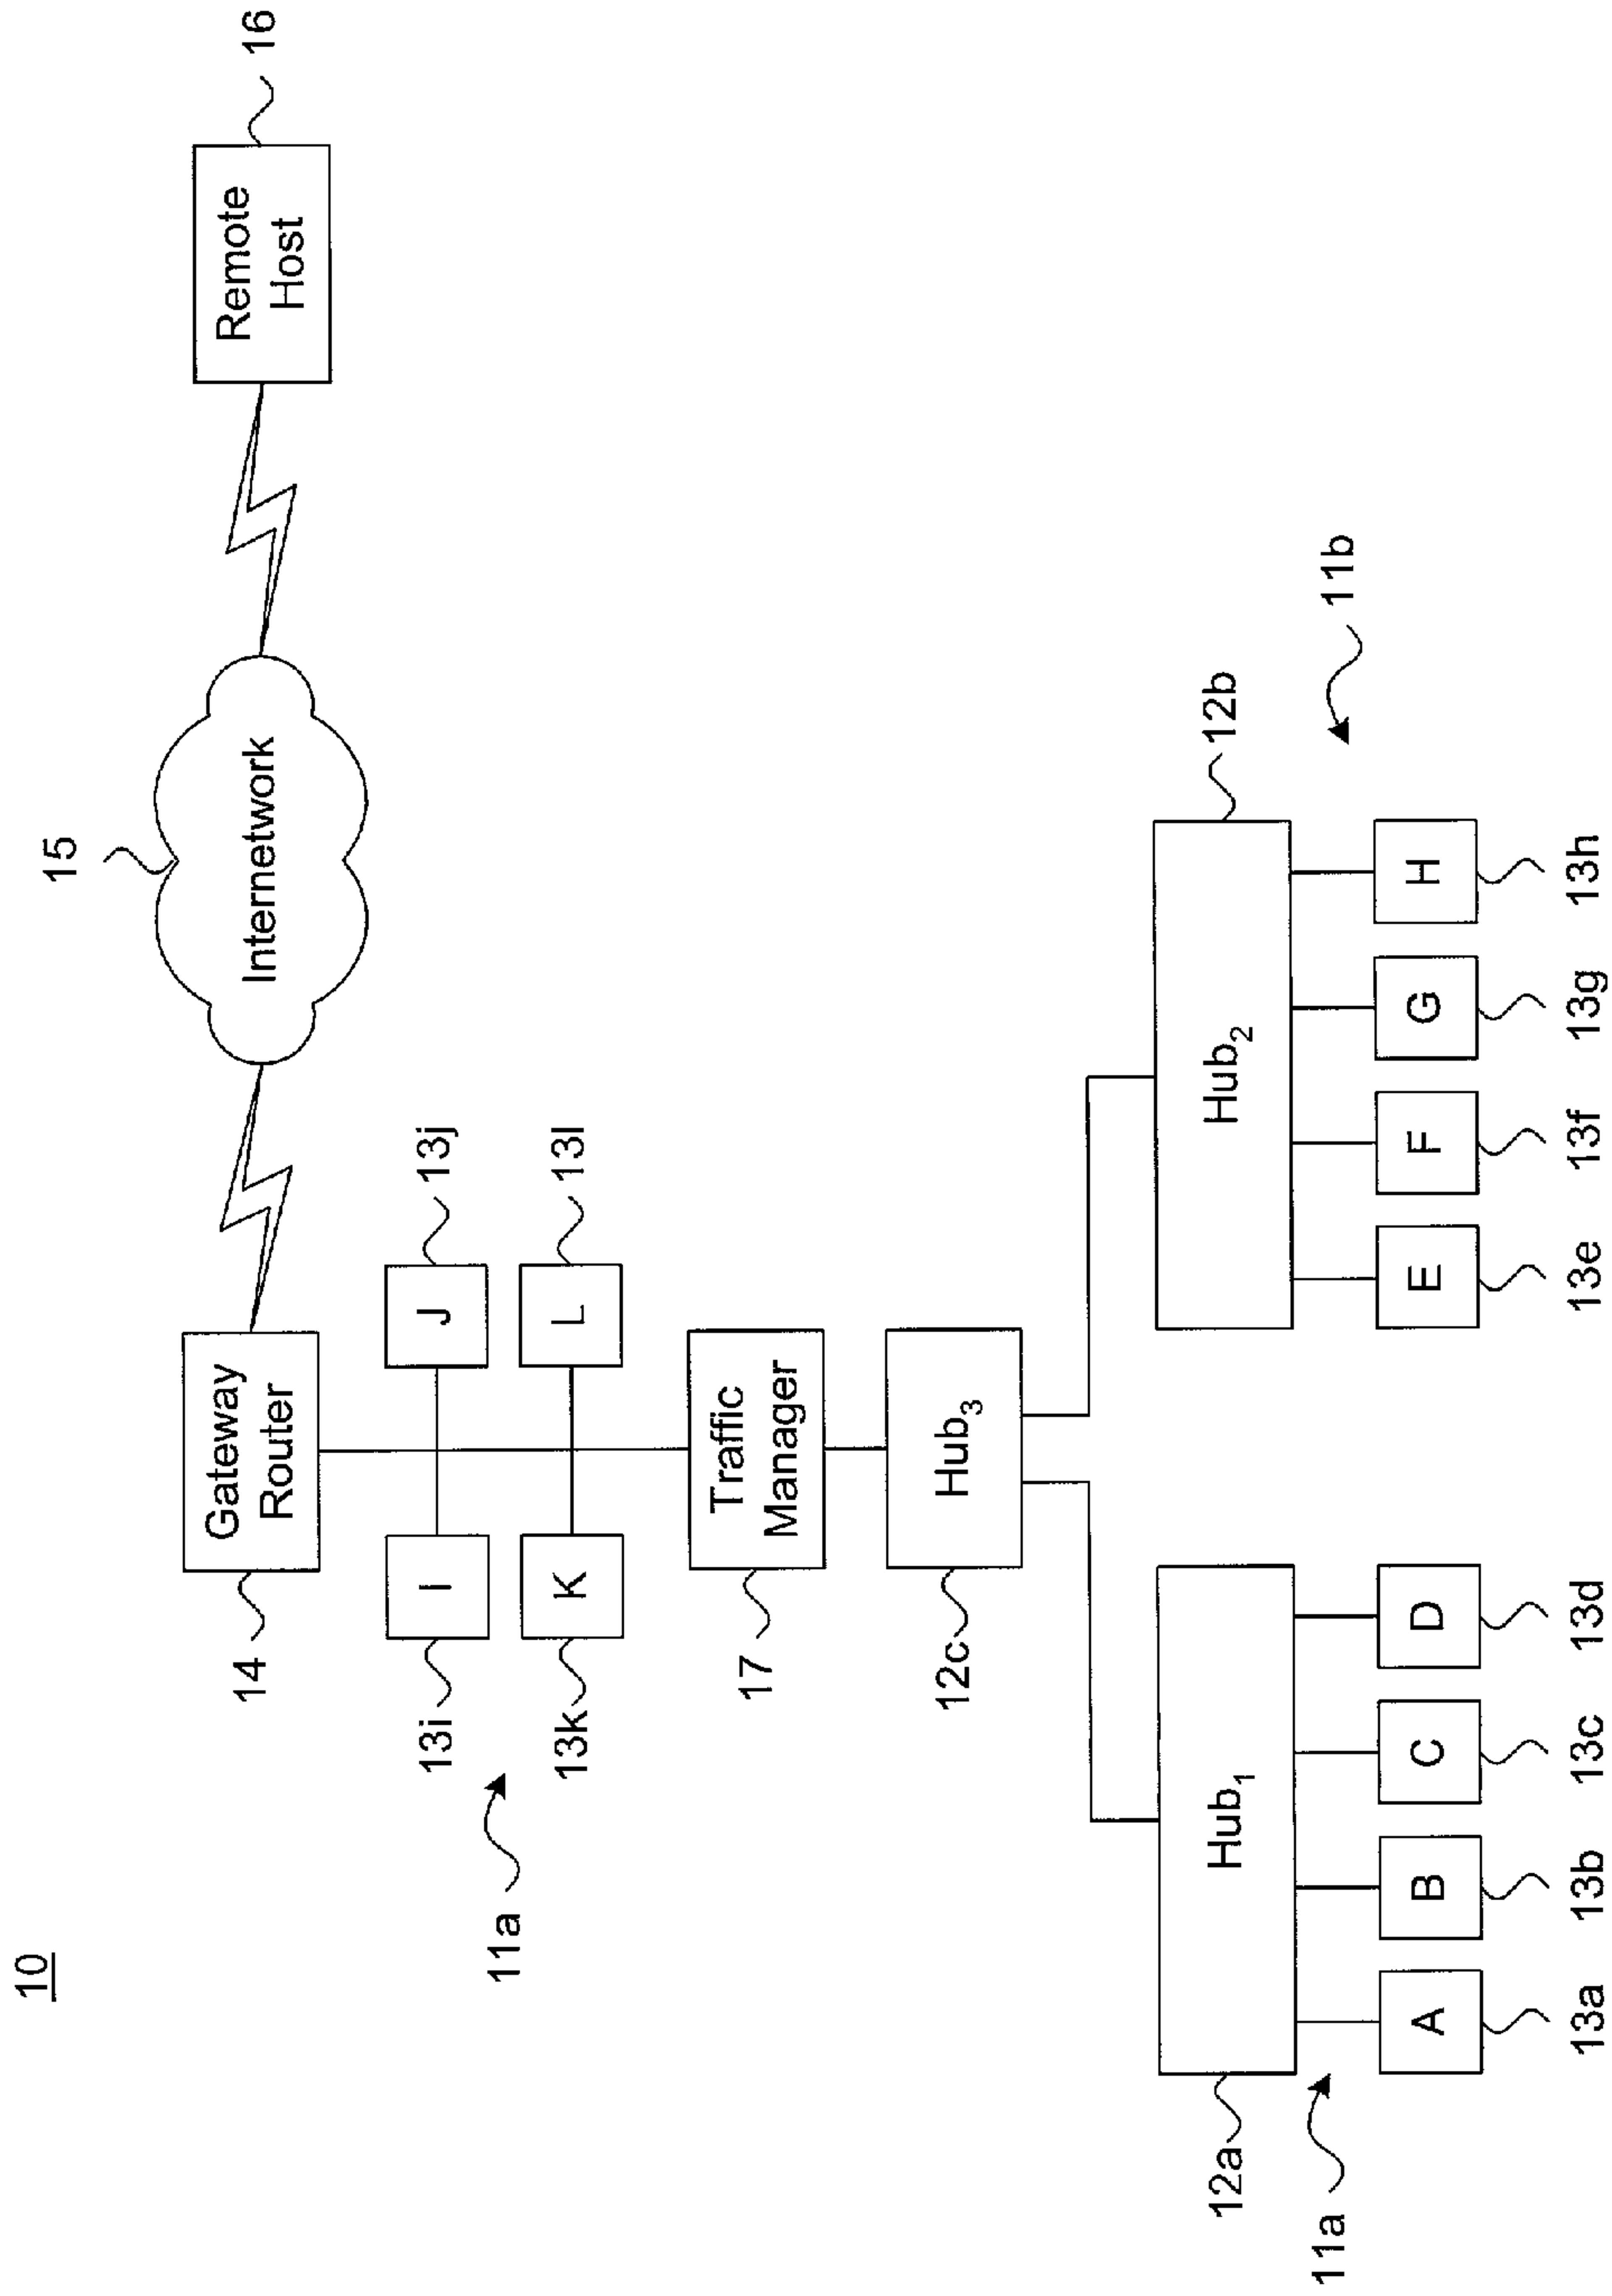 10
15
Internetwork
Remote
Host
16
Gateway
Router
14
I
13i
J
13j
K
13k
L
13l
11a
Traffic
Manager
17
Hub3
12c
Hub1
12a
Hub2
12b
11a
11b
A
B
C
D
E
F
G
H
13a
13b
13c
13d
13e
13f
13g
13h